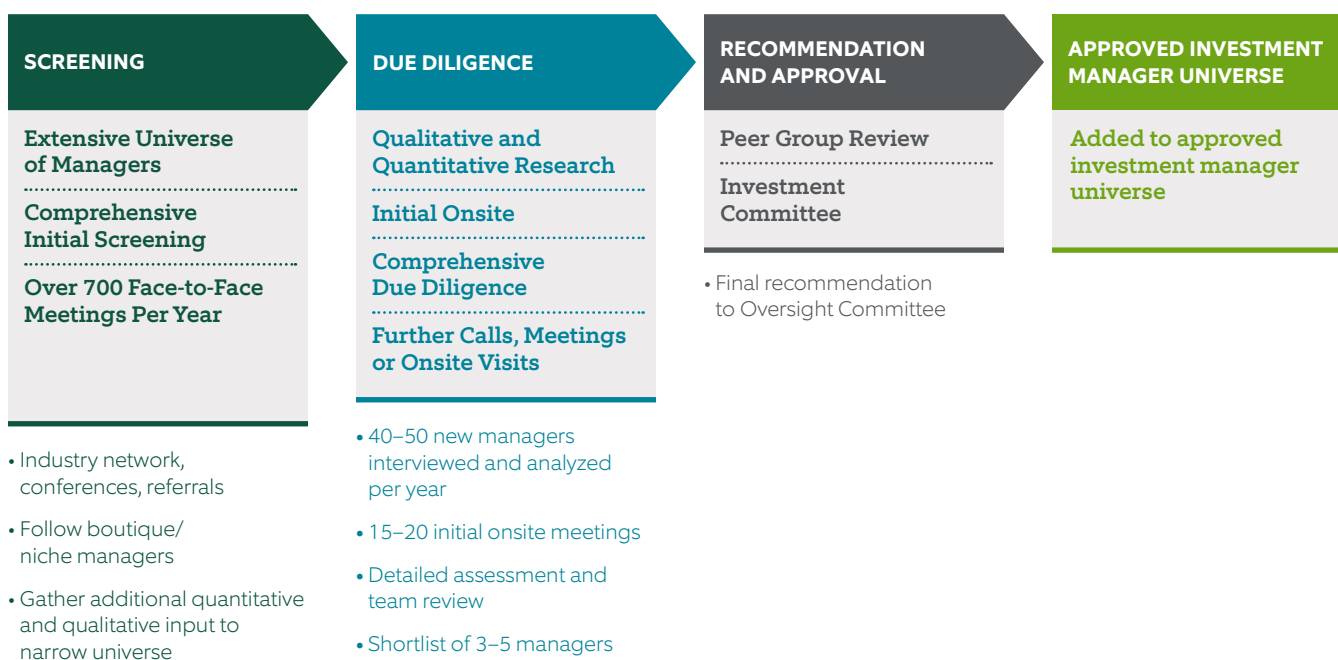 SCREENING
Extensive Universe
of Managers
Comprehensive
Initial Screening
Over 700 Face-to-Face
Meetings Per Year
• Industry network,
conferences, referrals
• Follow boutique/
niche managers
• Gather additional quantitative
and qualitative input to
narrow universe
DUE DILIGENCE
Qualitative and
Quantitative Research
Initial Onsite
Comprehensive
Due Diligence
Further Calls, Meetings
or Onsite Visits
• 40–50 new managers
interviewed and analyzed
per year
• 15–20 initial onsite meetings
• Detailed assessment and
team review
• Shortlist of 3–5 managers
RECOMMENDATION
AND APPROVAL
Peer Group Review
Investment
Committee
• Final recommendation
to Oversight Committee
APPROVED INVESTMENT
MANAGER UNIVERSE
Added to approved
investment manager
universe